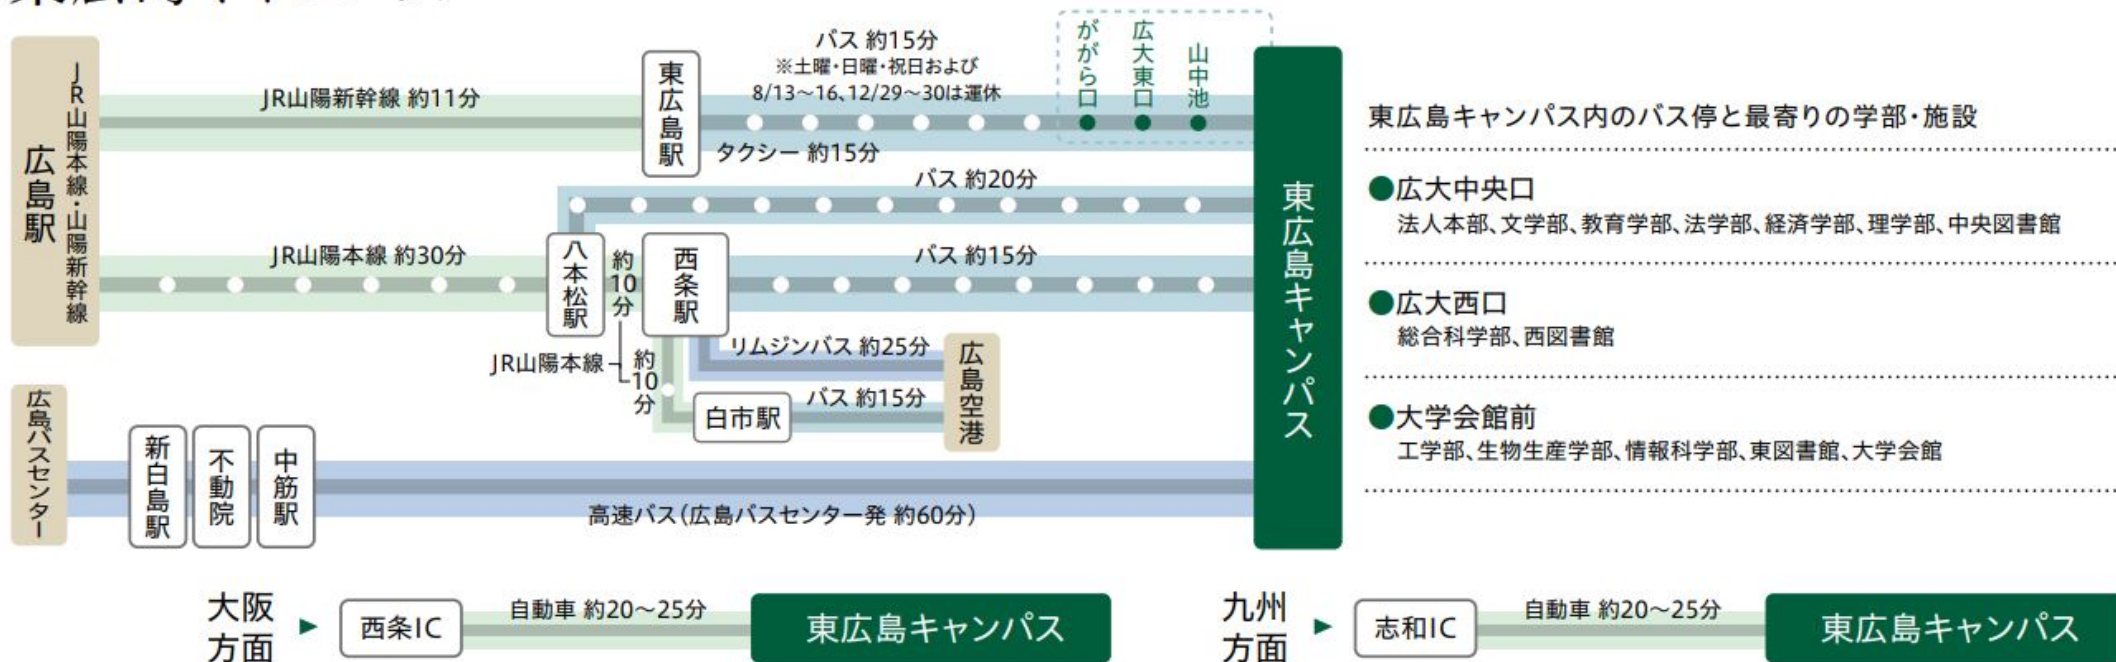 広島駅
JR山陽本線・山陽新幹線
JR山陽新幹線 約11分
東広島駅
バス 約15分
※土曜・日曜・祝日および
8/13～16、12/29～30は運休
タクシー 約15分
ががら口
広大東口
山中池
バス 約20分
JR山陽本線 約30分
八本松駅
約10分
西条駅
バス 約15分
JR山陽本線
約10分
リムジンバス 約25分
白市駅
バス 約15分
広島空港
広島バスセンター
新白島駅
不動院
中筋駅
高速バス（広島バスセンター発 約60分）
東広島キャンパス
東広島キャンパス内のバス停と最寄りの学部・施設
●広大中央口
法人本部、文学部、教育学部、法学部、経済学部、理学部、中央図書館
●広大西口
総合科学部、西図書館
●大学会館前
工学部、生物生産学部、情報科学部、東図書館、大学会館
大阪
方面
西条IC
自動車 約20～25分
東広島キャンパス
九州
方面
志和IC
自動車 約20～25分
東広島キャンパス